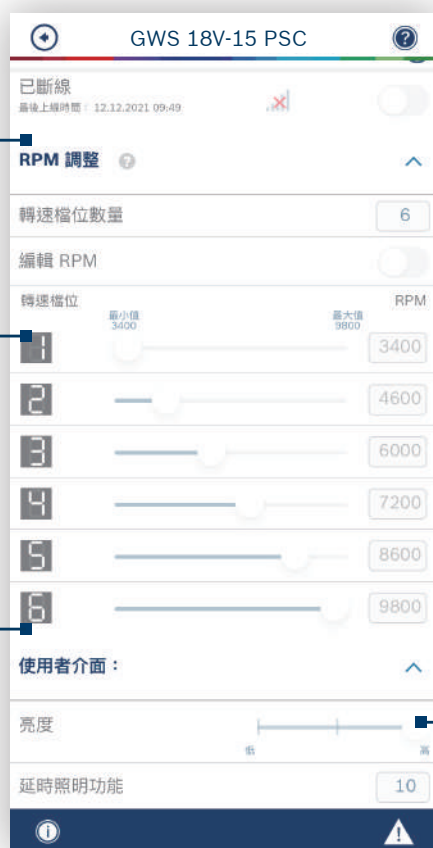 GWS 18V-15 PSC
已斷線
最後上線時間： 12.12.2021 09:49
RPM 調整
轉速檔位數量 6
編輯 RPM
轉速檔位 RPM
最小值 最大值
3400 9800
1 3400
2 4600
3 6000
4 7200
5 8600
6 9800
使用者介面：
亮度
低 高
延時照明功能 10